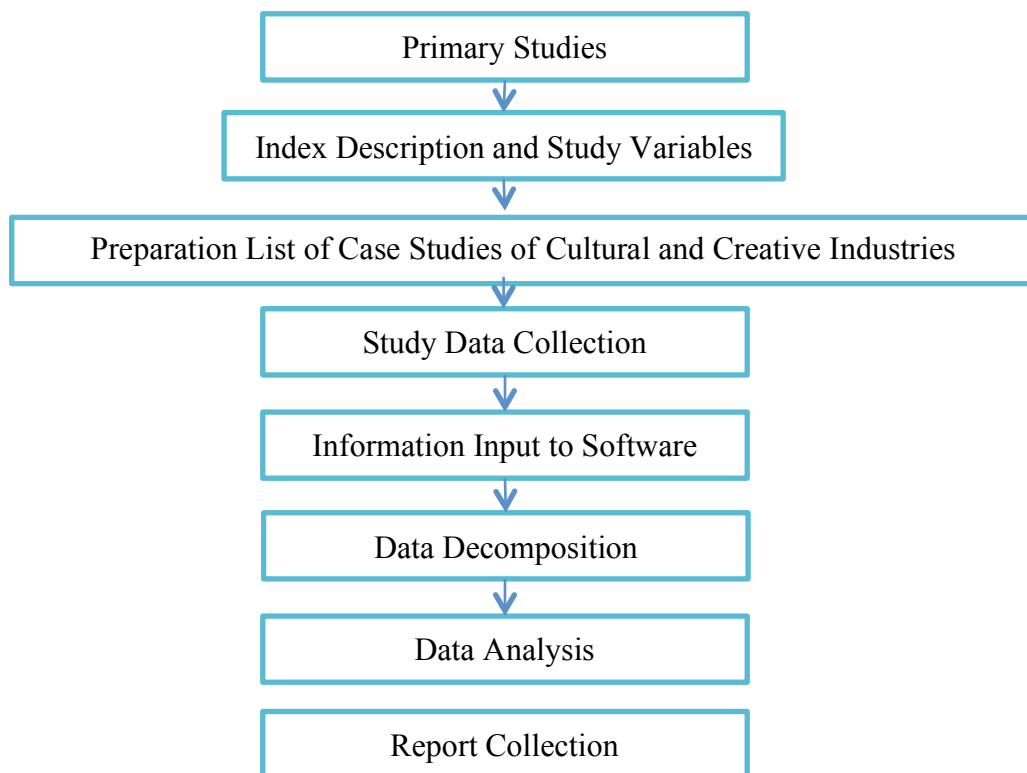 Primary Studies
Index Description and Study Variables
Preparation List of Case Studies of Cultural and Creative Industries
Study Data Collection
Information Input to Software
Data Decomposition
Data Analysis
Report Collection